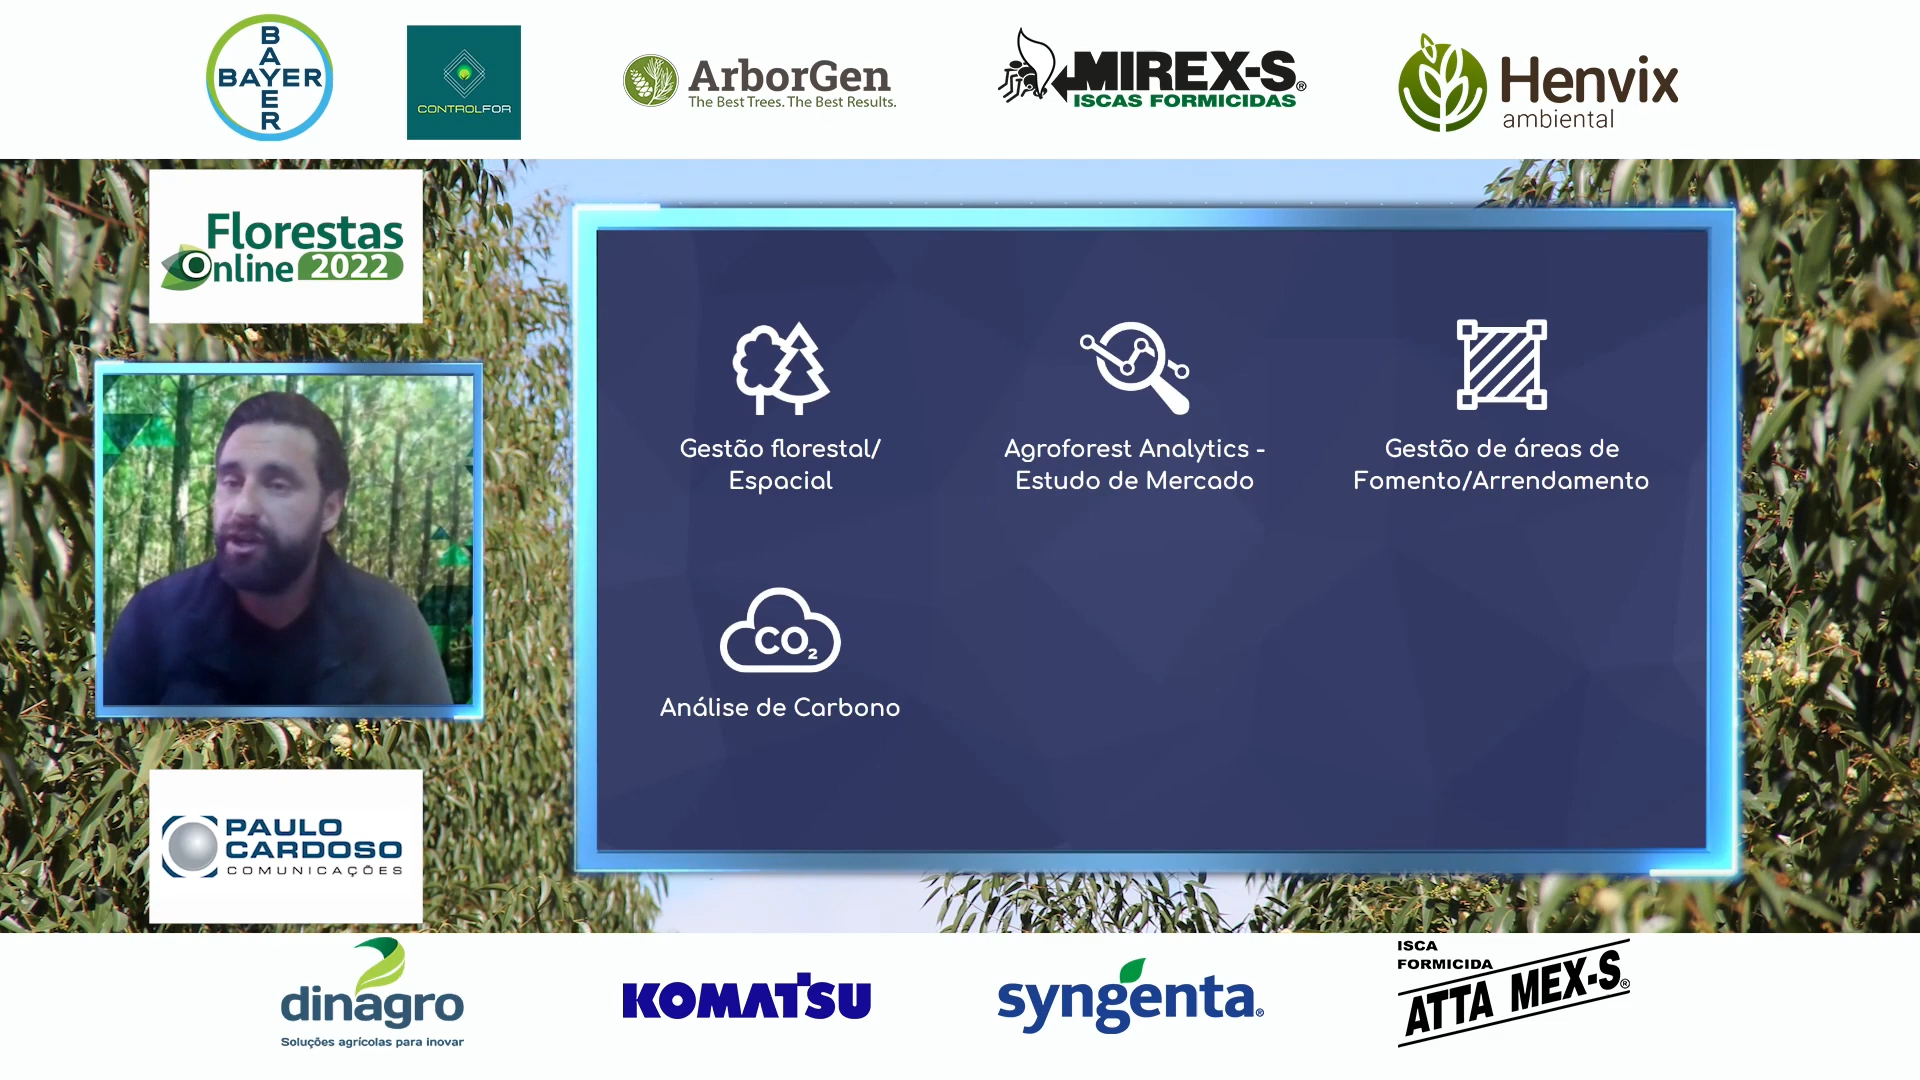 BAYER
BAYER
CONTROLFOR
ArborGen
The Best Trees. The Best Results.
MIREX-S®
ISCAS FORMICIDAS
Henvix
ambiental
Florestas
Online 2022
Gestão florestal/
Espacial
Agroforest Analytics -
Estudo de Mercado
Gestão de áreas de
Fomento/Arrendamento
CO₂
Análise de Carbono
PAULO
CARDOSO
COMUNICAÇÕES
dinagro
Soluções agrícolas para inovar
KOMATSU
syngenta®
ISCA
FORMICIDA
ATTA MEX-S®